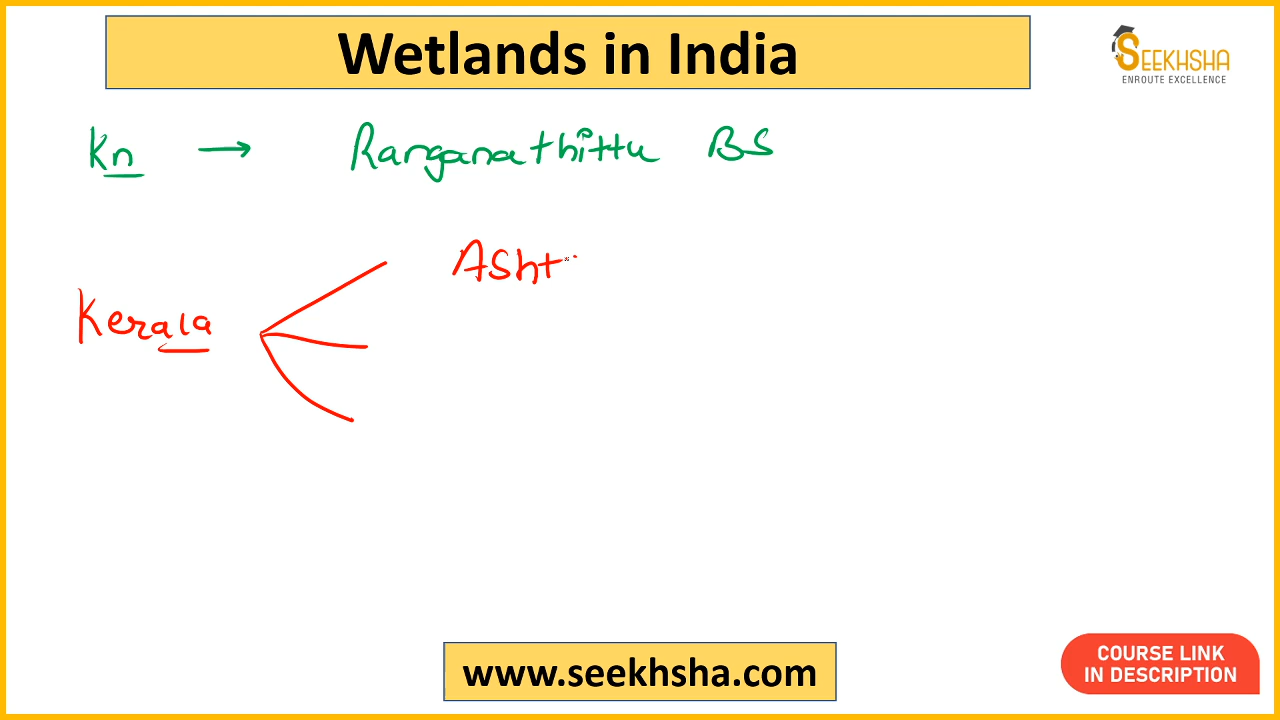 Wetlands in India
SEEKHSHA
ENROUTE EXCELLENCE
Kn → Ranganathittu BS
Asht
Kerala
www.seekhsha.com
COURSE LINK
IN DESCRIPTION